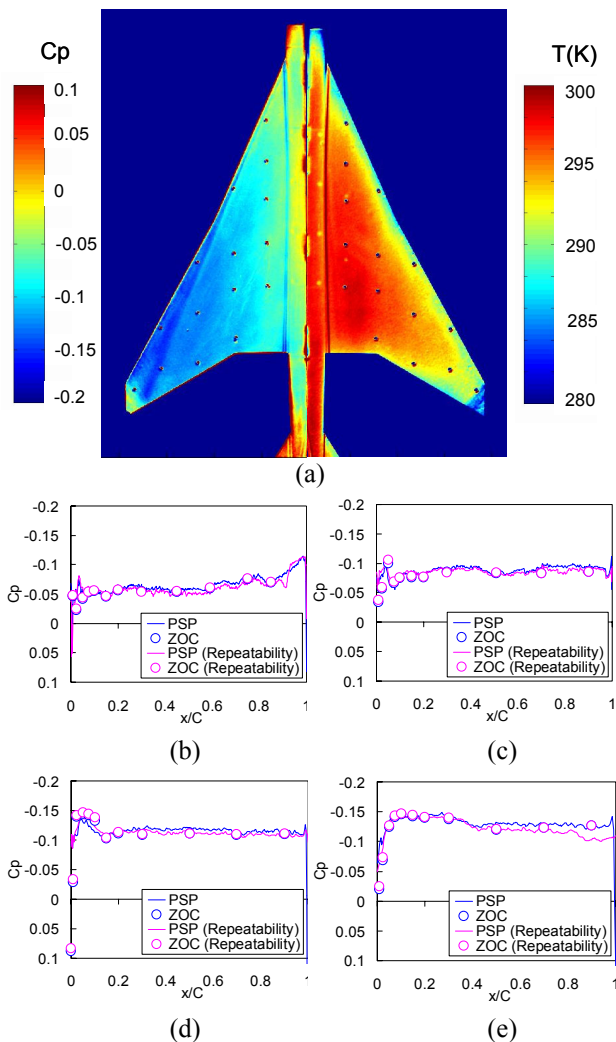 Cp
T(K)
0.1
0.05
0
-0.05
-0.1
-0.15
-0.2
300
295
290
285
280
(a)
-0.2
-0.15
-0.1
-0.05
0
0.05
0.1
Cp
PSP
ZOC
PSP (Repeatability)
ZOC (Repeatability)
0 0.2 0.4 0.6 0.8 1
x/C
(b)
-0.2
-0.15
-0.1
-0.05
0
0.05
0.1
Cp
PSP
ZOC
PSP (Repeatability)
ZOC (Repeatability)
0 0.2 0.4 0.6 0.8 1
x/C
(c)
-0.2
-0.15
-0.1
-0.05
0
0.05
0.1
Cp
PSP
ZOC
PSP (Repeatability)
ZOC (Repeatability)
0 0.2 0.4 0.6 0.8 1
x/C
(d)
-0.2
-0.15
-0.1
-0.05
0
0.05
0.1
Cp
PSP
ZOC
PSP (Repeatability)
ZOC (Repeatability)
0 0.2 0.4 0.6 0.8 1
x/C
(e)